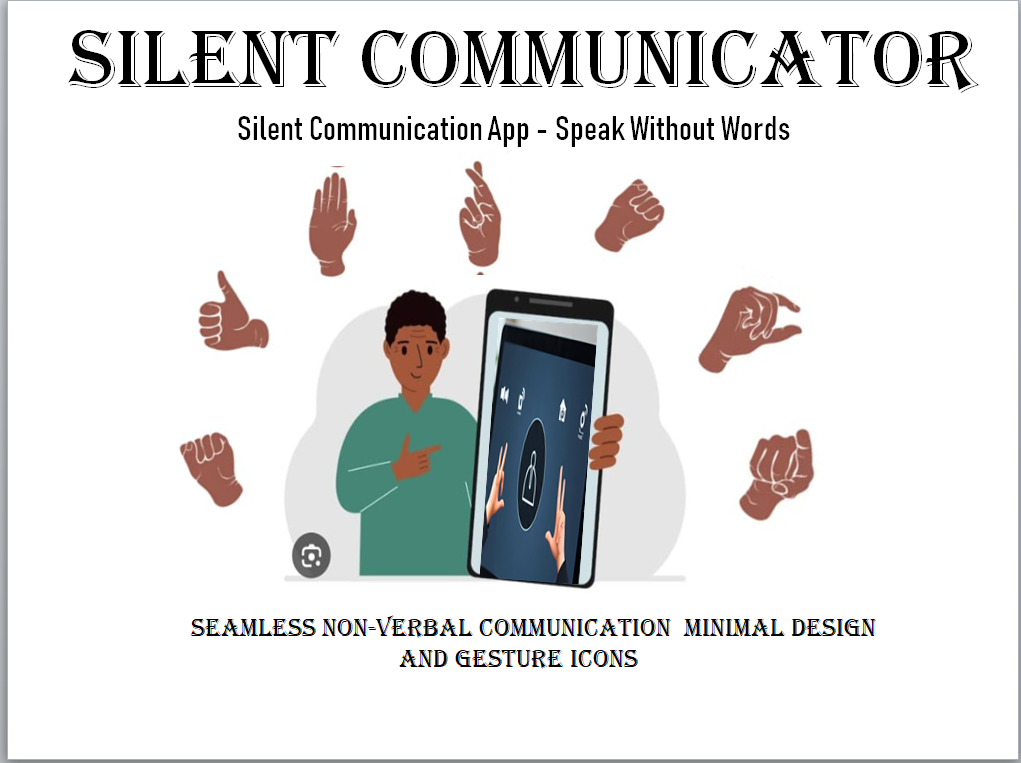 SILENT COMMUNICATOR
Silent Communication App - Speak Without Words
SEAMLESS NON-VERBAL COMMUNICATION MINIMAL DESIGN
AND GESTURE ICONS